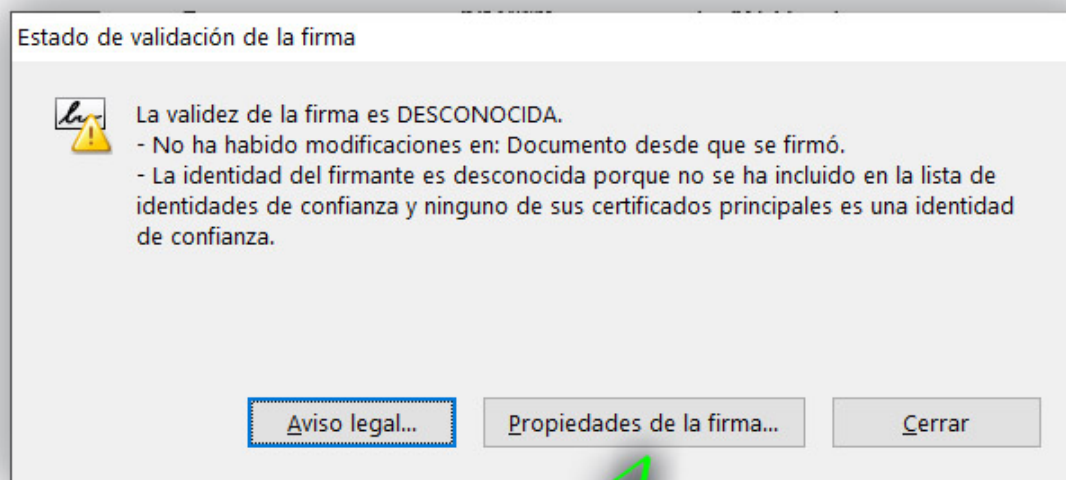 Estado de validación de la firma
La validez de la firma es DESCONOCIDA.
- No ha habido modificaciones en: Documento desde que se firmó.
- La identidad del firmante es desconocida porque no se ha incluido en la lista de
identidades de confianza y ninguno de sus certificados principales es una identidad
de confianza.
Aviso legal...
Propiedades de la firma...
Cerrar